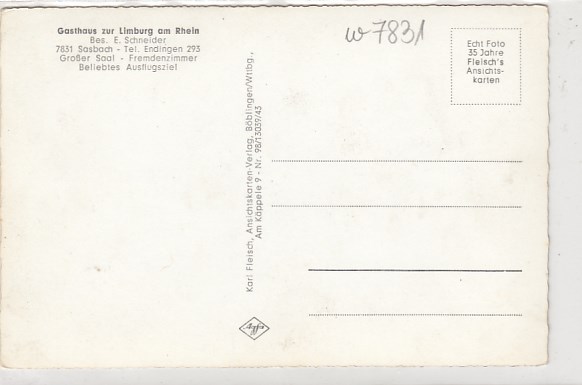 Gasthaus zur Limburg am Rhein
Bes. E. Schneider
7831 Sasbach - Tel. Endingen 293
Großer Saal - Fremdenzimmer
Beliebtes Ausflugsziel
w 7831
Echt Foto
35 Jahre
Fleisch's
Ansichts-
karten
Karl Fleisch, Ansichtskarten-Verlag, Böblingen/Wttbg.,
Am Käppele 9 - Nr. 98/13039/43